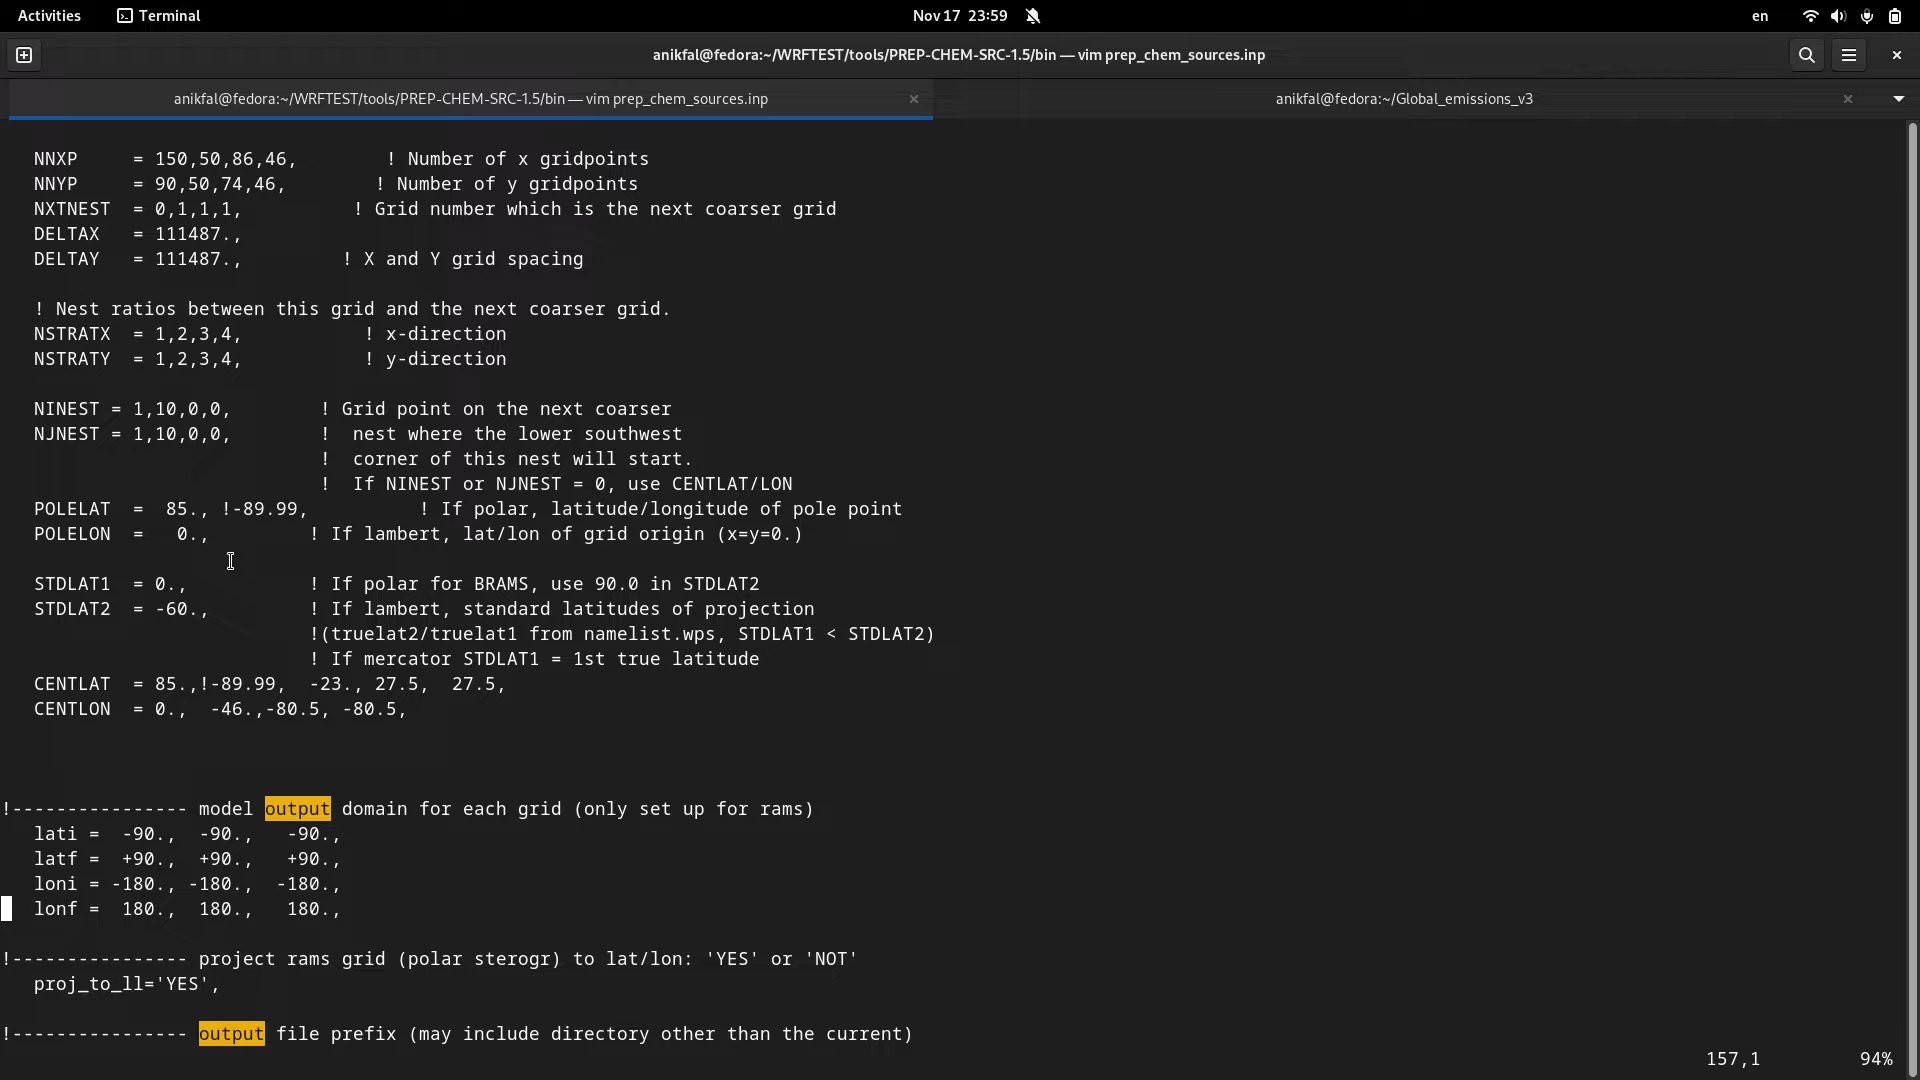 Activities Terminal Nov 17 23:59 en
anikfal@fedora:~/WRFTEST/tools/PREP-CHEM-SRC-1.5/bin — vim prep_chem_sources.inp
anikfal@fedora:~/WRFTEST/tools/PREP-CHEM-SRC-1.5/bin — vim prep_chem_sources.inp anikfal@fedora:~/Global_emissions_v3
NNXP = 150,50,86,46, ! Number of x gridpoints
NNYP = 90,50,74,46, ! Number of y gridpoints
NXTNEST = 0,1,1,1, ! Grid number which is the next coarser grid
DELTAX = 111487.,
DELTAY = 111487., ! X and Y grid spacing
! Nest ratios between this grid and the next coarser grid.
NSTRATX = 1,2,3,4, ! x-direction
NSTRATY = 1,2,3,4, ! y-direction
NINEST = 1,10,0,0, ! Grid point on the next coarser
NJNEST = 1,10,0,0, ! nest where the lower southwest
! corner of this nest will start.
! If NINEST or NJNEST = 0, use CENTLAT/LON
POLELAT = 85., !-89.99, ! If polar, latitude/longitude of pole point
POLELON = 0., ! If lambert, lat/lon of grid origin (x=y=0.)
STDLAT1 = 0., ! If polar for BRAMS, use 90.0 in STDLAT2
STDLAT2 = -60., ! If lambert, standard latitudes of projection
!(truelat2/truelat1 from namelist.wps, STDLAT1 < STDLAT2)
! If mercator STDLAT1 = 1st true latitude
CENTLAT = 85.,!-89.99, -23., 27.5, 27.5,
CENTLON = 0., -46.,-80.5, -80.5,
!---------------- model output domain for each grid (only set up for rams)
lati = -90., -90., -90.,
latf = +90., +90., +90.,
loni = -180., -180., -180.,
lonf = 180., 180., 180.,
!---------------- project rams grid (polar sterogr) to lat/lon: 'YES' or 'NOT'
proj_to_ll='YES',
!---------------- output file prefix (may include directory other than the current)
157,1 94%